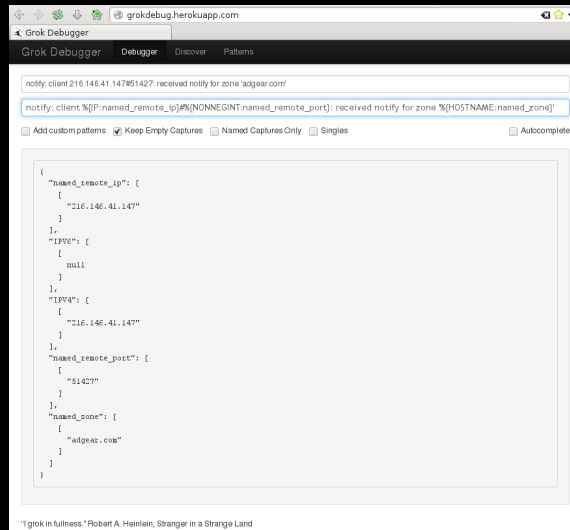 grokdebug.herokuapp.com
Grok Debugger
Grok Debugger Debugger Discover Patterns
notify: client 216.146.41.147#51427: received notify for zone 'adgear.com'
notify: client %{IP:named_remote_ip}#%{NONNEGINT:named_remote_port}: received notify for zone '%{HOSTNAME:named_zone}'
Add custom patterns Keep Empty Captures Named Captures Only Singles Autocomplete
{
"named_remote_ip": [
[
"216.146.41.147"
]
],
"IPV6": [
[
null
]
],
"IPV4": [
[
"216.146.41.147"
]
],
"named_remote_port": [
[
"51427"
]
],
"named_zone": [
[
"adgear.com"
]
]
}
"I grok in fullness." Robert A. Heinlein, Stranger in a Strange Land